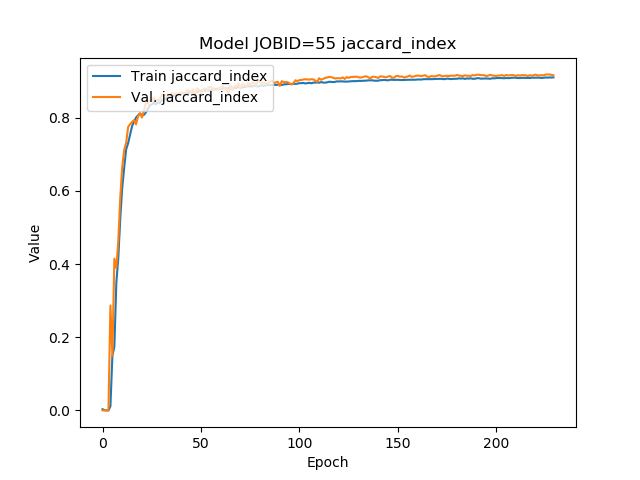 Model JOBID=55 jaccard_index
Train jaccard_index
Val. jaccard_index
0.8
0.6
0.4
0.2
0.0
Value
0 50 100 150 200
Epoch